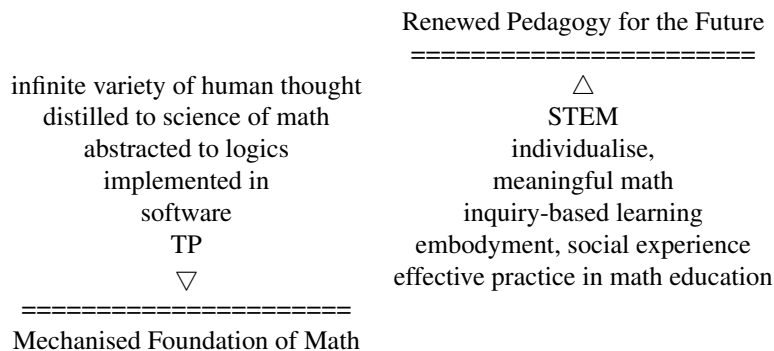 infinite variety of human thought
distilled to science of math
abstracted to logics
implemented in
software
TP
▽
======================
Mechanised Foundation of Math
Renewed Pedagogy for the Future
=======================
△
STEM
individualise,
meaningful math
inquiry-based learning
embodyment, social experience
effective practice in math education